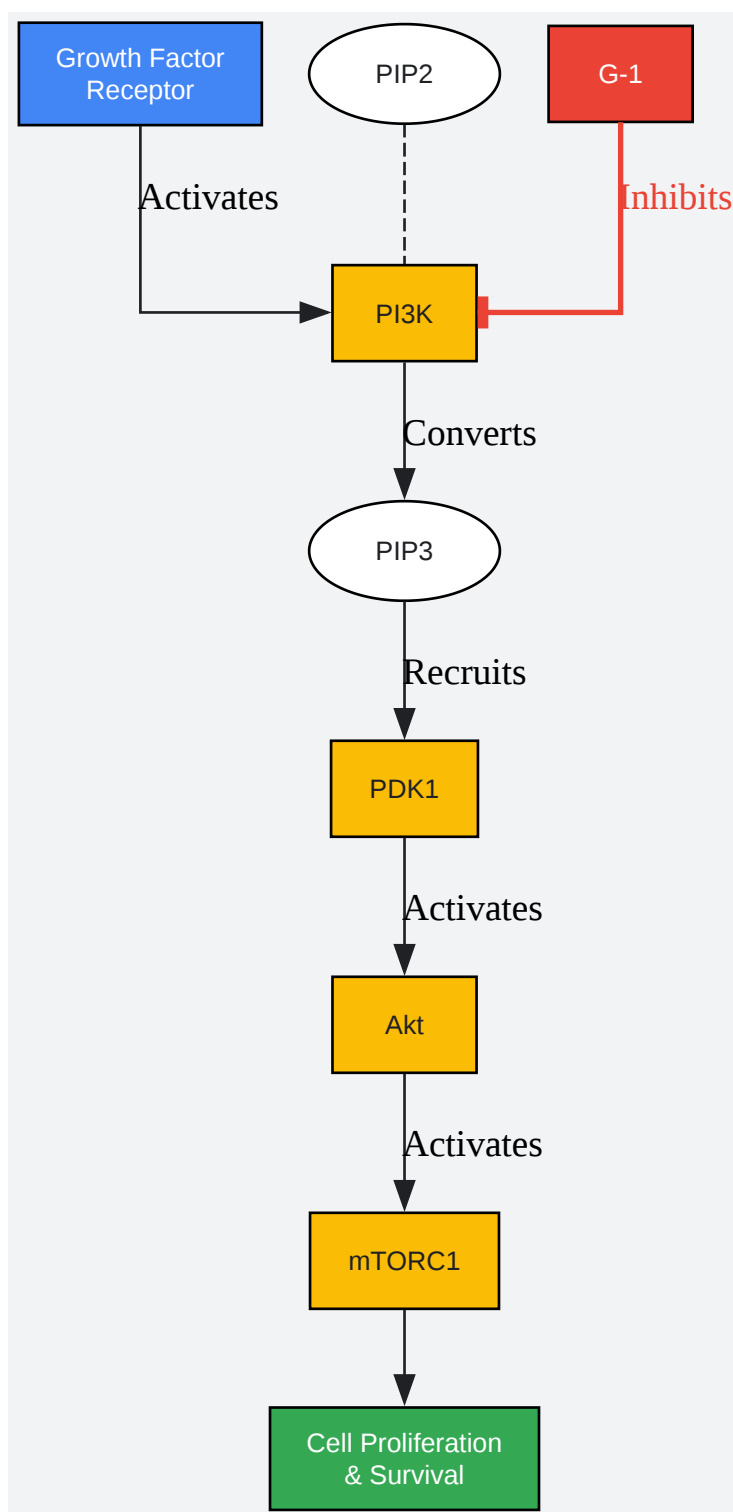 Growth Factor
Receptor
PIP2
G-1
Activates
Inhibits
PI3K
Converts
PIP3
Recruits
PDK1
Activates
Akt
Activates
mTORC1
Cell Proliferation
& Survival